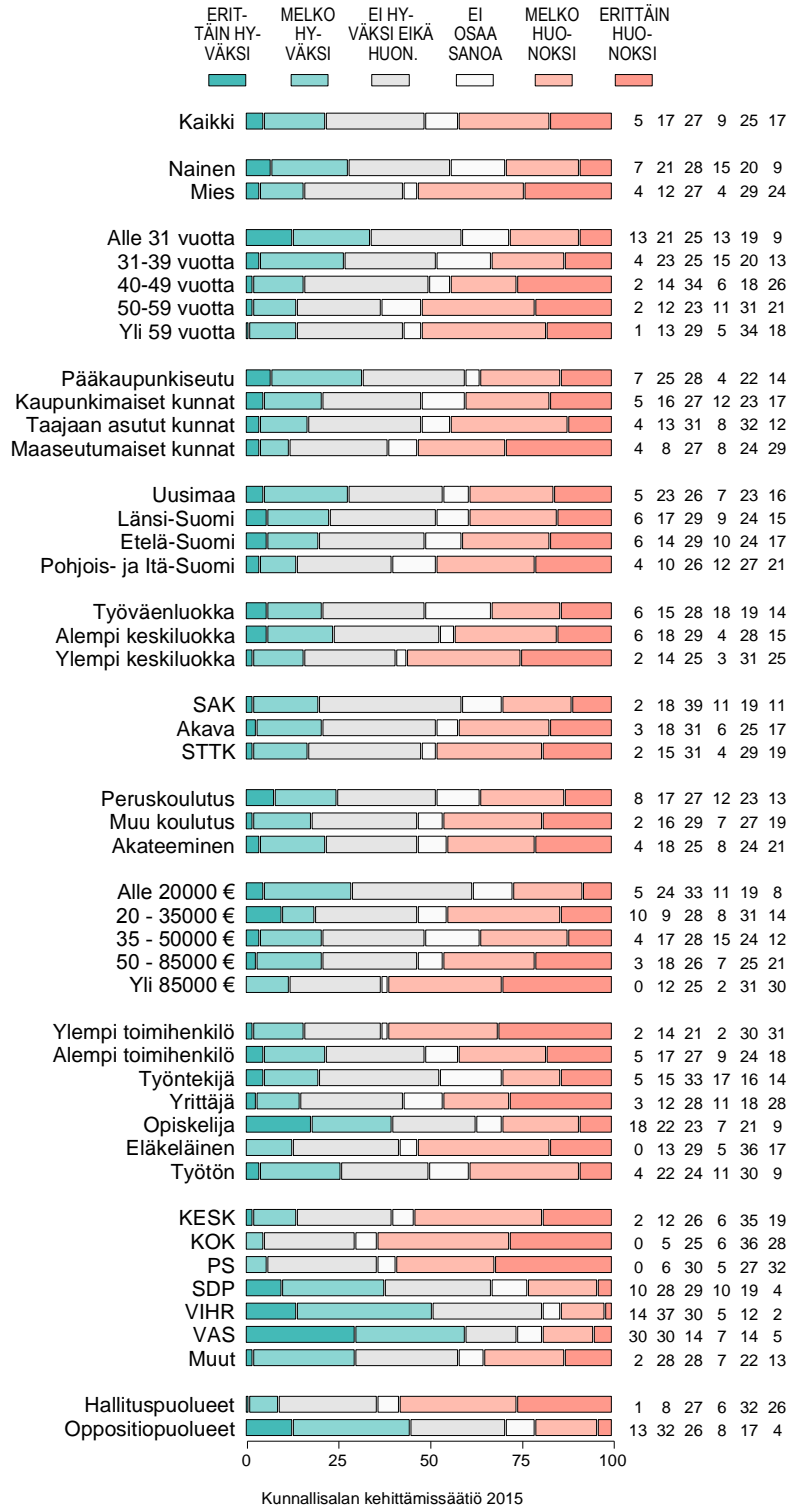 ERIT-
TÄIN HY-
VÄKSI
MELKO
HY-
VÄKSI
EI HY-
VÄKSI EIKÄ
HUON.
EI
OSAA
SANOA
MELKO
HUO-
NOKSI
ERITTÄIN
HUO-
NOKSI
Kaikki 5 17 27 9 25 17
Nainen 7 21 28 15 20 9
Mies 4 12 27 4 29 24
Alle 31 vuotta 13 21 25 13 19 9
31-39 vuotta 4 23 25 15 20 13
40-49 vuotta 2 14 34 6 18 26
50-59 vuotta 2 12 23 11 31 21
Yli 59 vuotta 1 13 29 5 34 18
Pääkaupunkiseutu 7 25 28 4 22 14
Kaupunkimaiset kunnat 5 16 27 12 23 17
Taajaan asutut kunnat 4 13 31 8 32 12
Maaseutumaiset kunnat 4 8 27 8 24 29
Uusimaa 5 23 26 7 23 16
Länsi-Suomi 6 17 29 9 24 15
Etelä-Suomi 6 14 29 10 24 17
Pohjois- ja Itä-Suomi 4 10 26 12 27 21
Työväenluokka 6 15 28 18 19 14
Alempi keskiluokka 6 18 29 4 28 15
Ylempi keskiluokka 2 14 25 3 31 25
SAK 2 18 39 11 19 11
Akava 3 18 31 6 25 17
STTK 2 15 31 4 29 19
Peruskoulutus 8 17 27 12 23 13
Muu koulutus 2 16 29 7 27 19
Akateeminen 4 18 25 8 24 21
Alle 20000 € 5 24 33 11 19 8
20 - 35000 € 10 9 28 8 31 14
35 - 50000 € 4 17 28 15 24 12
50 - 85000 € 3 18 26 7 25 21
Yli 85000 € 0 12 25 2 31 30
Ylempi toimihenkilö 2 14 21 2 30 31
Alempi toimihenkilö 5 17 27 9 24 18
Työntekijä 5 15 33 17 16 14
Yrittäjä 3 12 28 11 18 28
Opiskelija 18 22 23 7 21 9
Eläkeläinen 0 13 29 5 36 17
Työtön 4 22 24 11 30 9
KESK 2 12 26 6 35 19
KOK 0 5 25 6 36 28
PS 0 6 30 5 27 32
SDP 10 28 29 10 19 4
VIHR 14 37 30 5 12 2
VAS 30 30 14 7 14 5
Muut 2 28 28 7 22 13
Hallituspuolueet 1 8 27 6 32 26
Oppositiopuolueet 13 32 26 8 17 4
0 25 50 75 100
Kunnallisalan kehittämissäätiö 2015